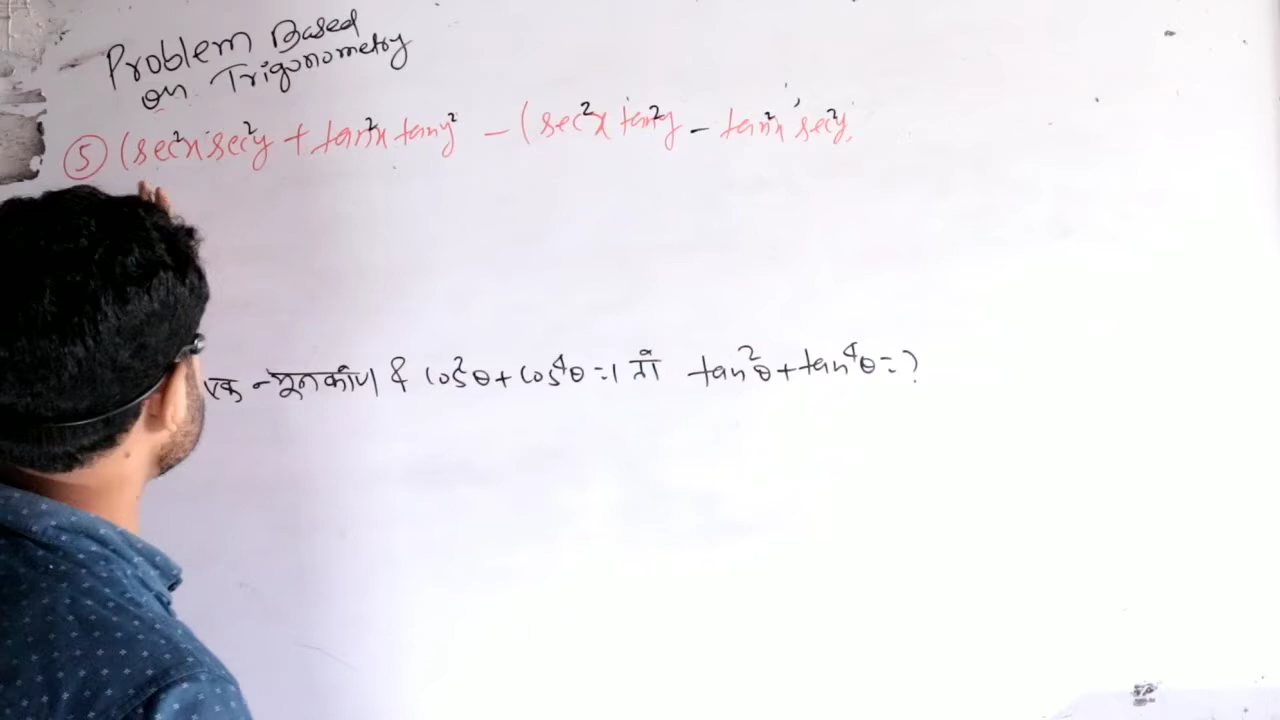 Problem Based
on Trigonometry
⑤ (sec²x sec²y + tan²x tany² - (sec²x tan²y - tan²x sec²y
एक न्यूनकोण & cos²θ + cos⁴θ = 1 तो tan²θ + tan⁴θ = ?